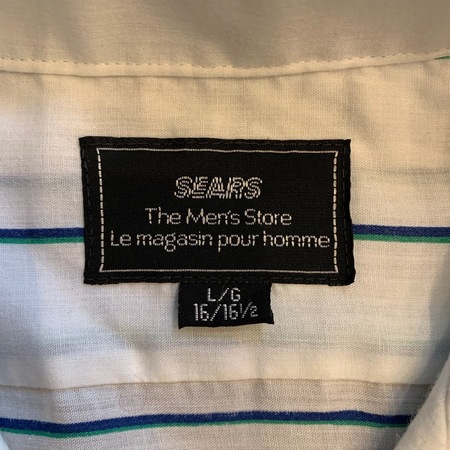 SEARS
The Men's Store
Le magasin pour homme
L/G
16/16½